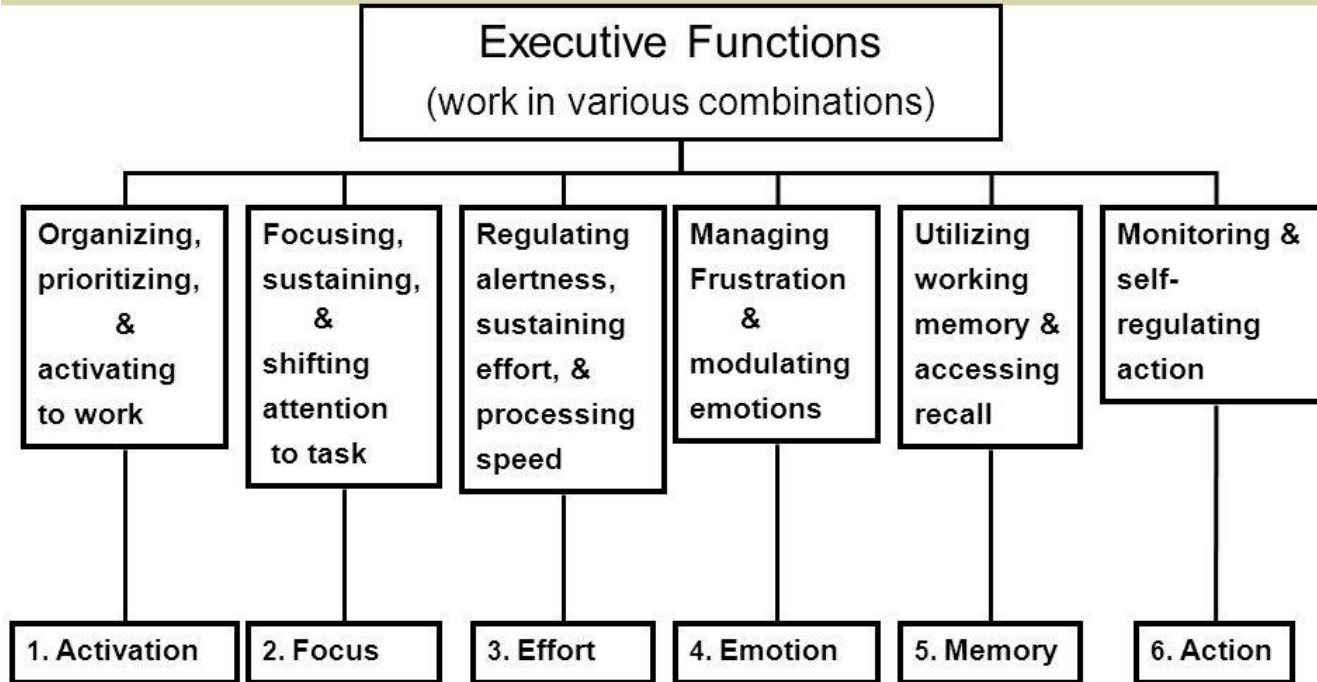 Executive Functions
(work in various combinations)
Organizing,
prioritizing,
&
activating
to work
Focusing,
sustaining,
&
shifting
attention
to task
Regulating
alertness,
sustaining
effort, &
processing
speed
Managing
Frustration
&
modulating
emotions
Utilizing
working
memory &
accessing
recall
Monitoring &
self-
regulating
action
1. Activation
2. Focus
3. Effort
4. Emotion
5. Memory
6. Action